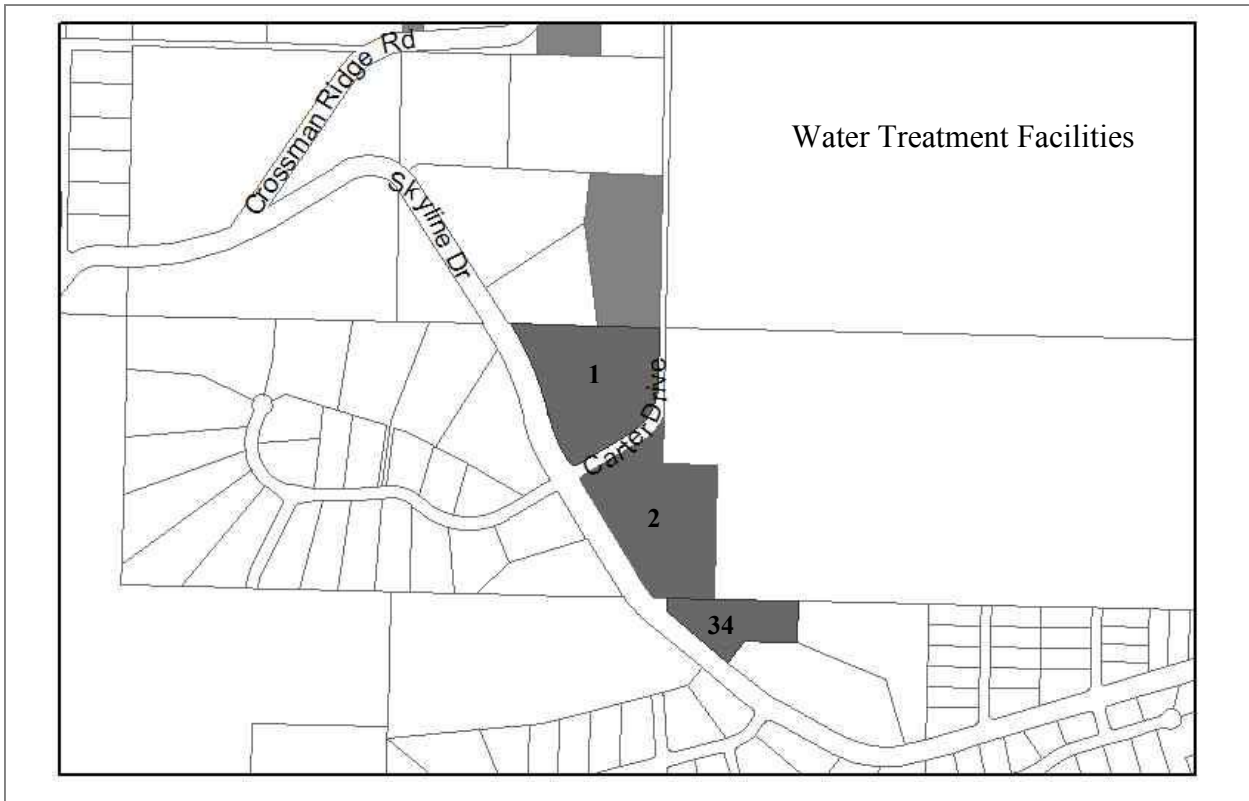 Crossman Ridge Rd
Water Treatment Facilities
Skyline Dr
1
Carter Drive
2
34